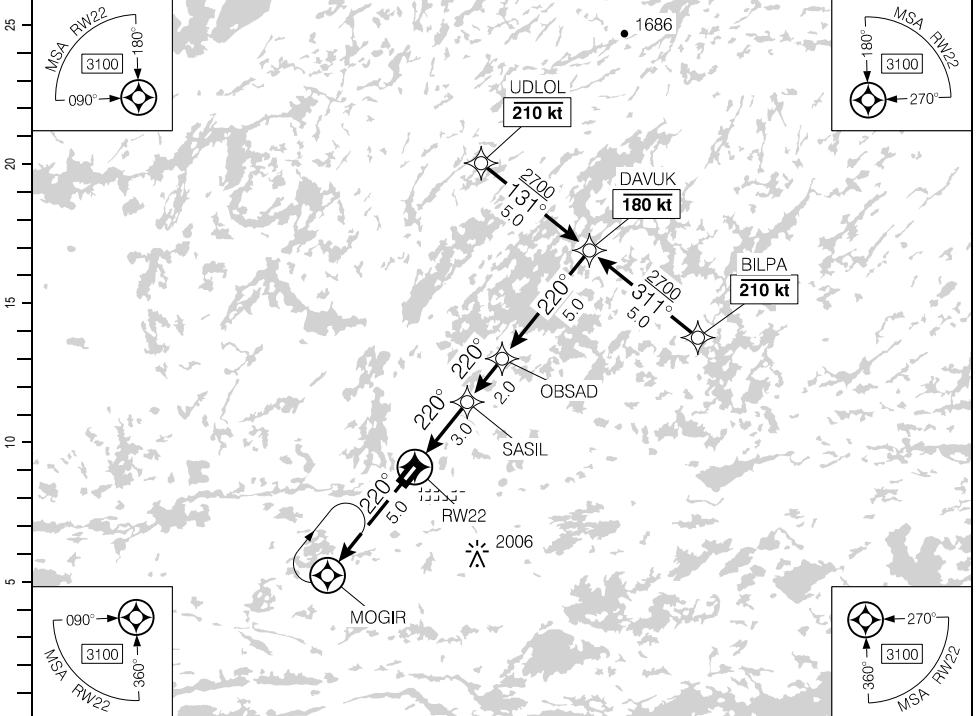 25
20
15
10
5
MSA RW22
3100
180°
090°
MSA RW22
3100
180°
270°
1686
UDLOL
210 kt
2700
131°
5.0
DAVUK
180 kt
BILPA
210 kt
2700
311°
5.0
220°
5.0
OBSAD
220°
2.0
SASIL
220°
3.0
RW22
220°
5.0
2006
MOGIR
090°
3100
360°
MSA RW22
270°
3100
360°
MSA RW22